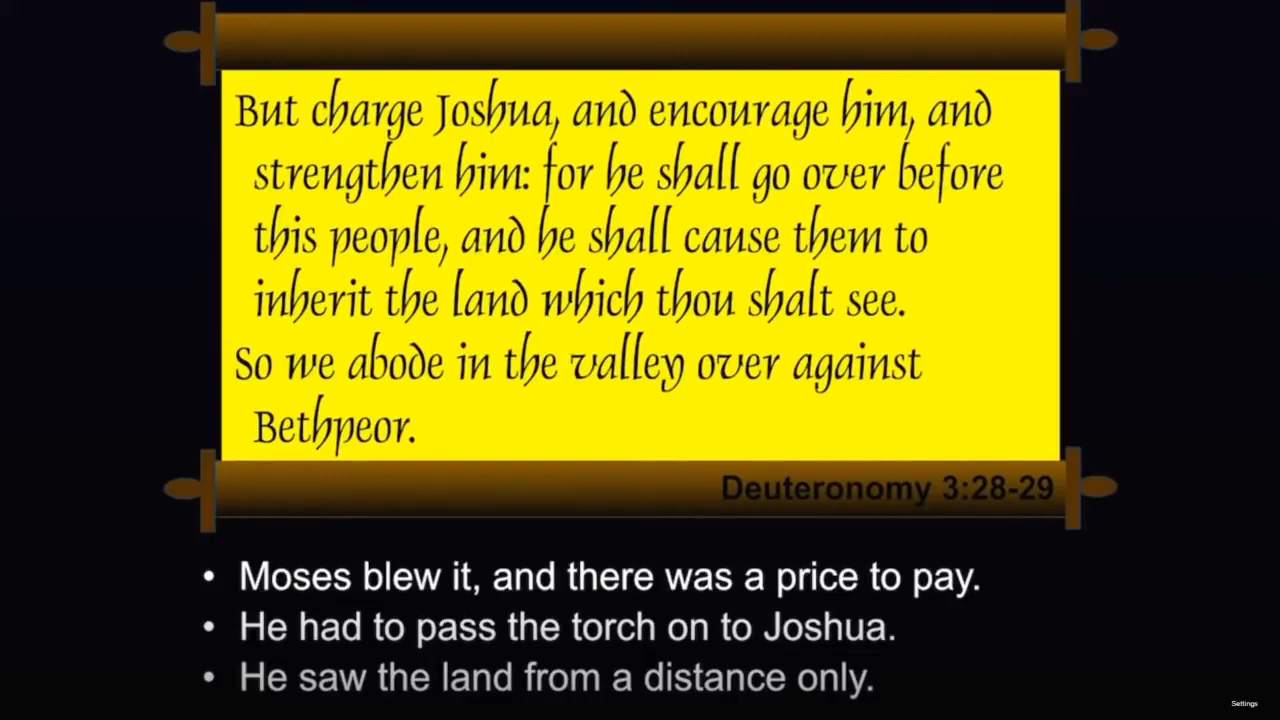 But charge Joshua, and encourage him, and
strengthen him: for he shall go over before
this people, and he shall cause them to
inherit the land which thou shalt see.
So we abode in the valley over against
Bethpeor.
Deuteronomy 3:28-29
• Moses blew it, and there was a price to pay.
• He had to pass the torch on to Joshua.
• He saw the land from a distance only.
Settings